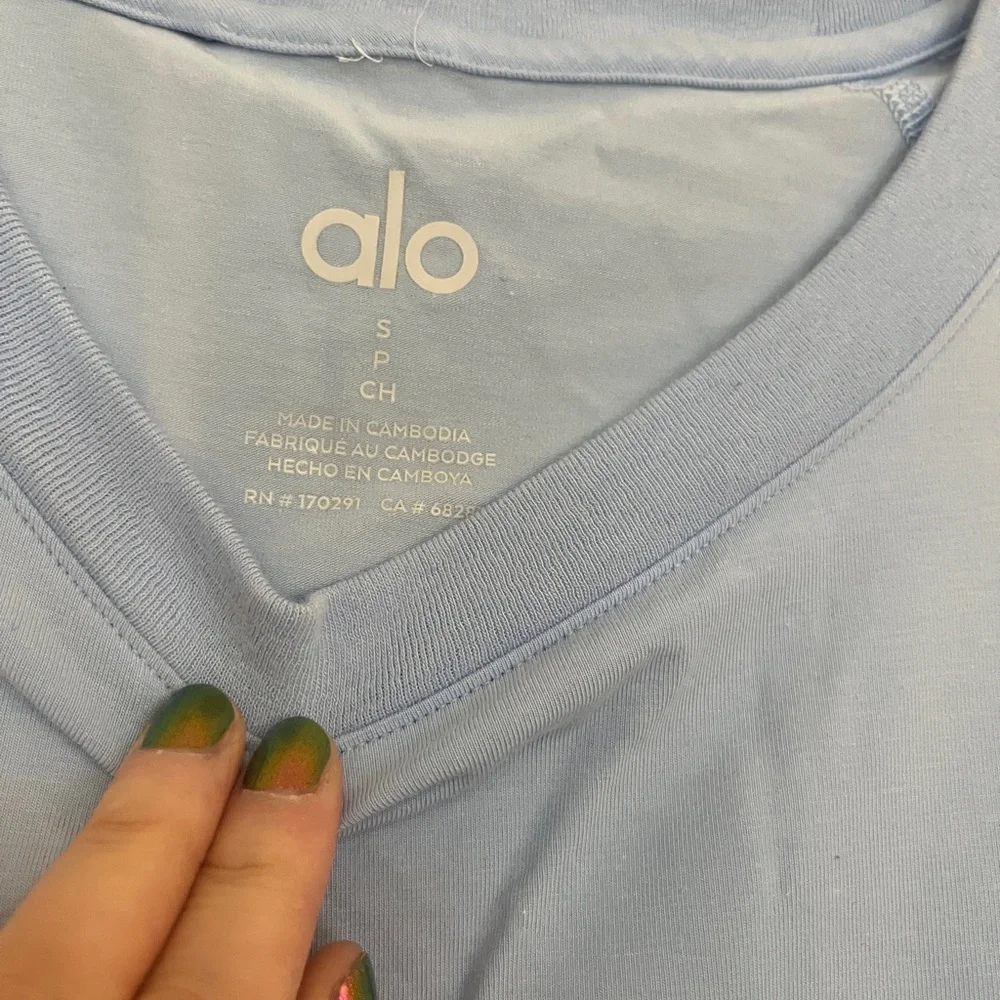 alo
S
P
CH
MADE IN CAMBODIA
FABRIQUÉ AU CAMBODGE
HECHO EN CAMBOYA
RN # 170291 CA #